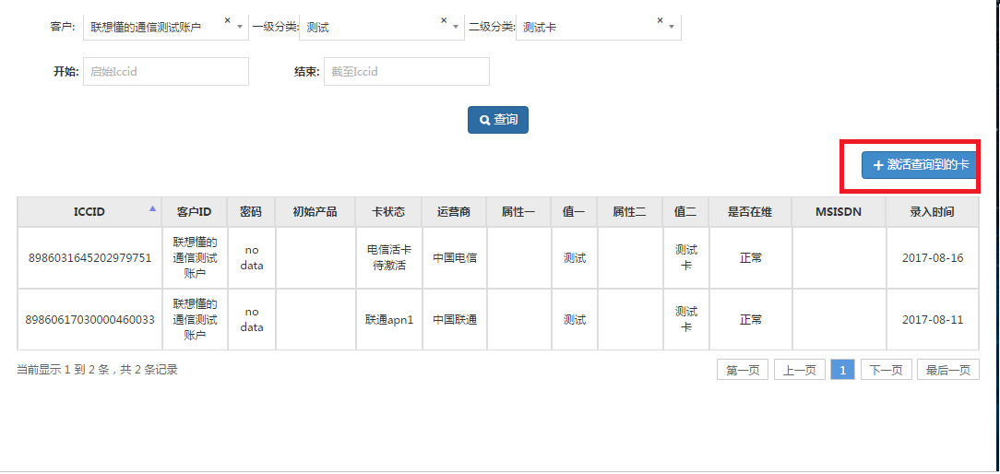 客户: 联想懂的通信测试账户 × 一级分类: 测试 × 二级分类: 测试卡 ×
开始: 启始Iccid 结束: 截至Iccid
查询
+ 激活查询到的卡
ICCID 客户ID 密码 初始产品 卡状态 运营商 属性一 值一 属性二 值二 是否在维 MSISDN 录入时间
8986031645202979751 联想懂的通信测试账户 no data 电信活卡待激活 中国电信 测试 测试卡 正常 2017-08-16
89860617030000460033 联想懂的通信测试账户 no data 联通apn1 中国联通 测试 测试卡 正常 2017-08-11
当前显示 1 到 2 条，共 2 条记录 第一页 上一页 1 下一页 最后一页